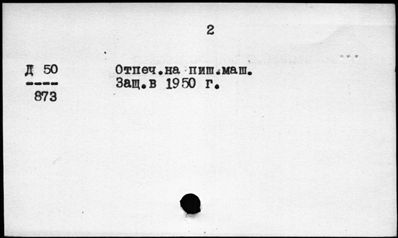 2
Д 50
----
873
Отпеч.на пиш.маш.
Защ.в 1950 г.